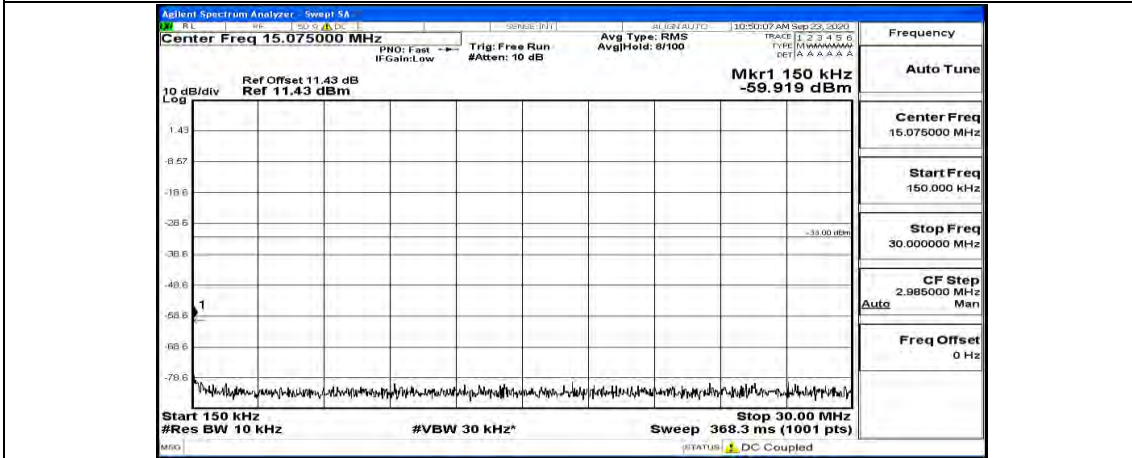 Agilent Spectrum Analyzer - Swept SA
RL RF 50 Ω DC SENSE:INT ALIGN AUTO 10:50:07 AM Sep 23, 2020
Center Freq 15.075000 MHz
PNO: Fast
IFGain:Low
Trig: Free Run
#Atten: 10 dB
Avg Type: RMS
Avg|Hold: 8/100
TRACE 1 2 3 4 5 6
TYPE M WWWWW
DET A A A A A A
Ref Offset 11.43 dB
10 dB/div Ref 11.43 dBm
Log
Mkr1 150 kHz
-59.919 dBm
1.43
-8.57
-18.6
-28.6
-33.00 dBm
-38.6
-48.6
1
-58.6
-68.6
-78.6
Start 150 kHz
Stop 30.00 MHz
#Res BW 10 kHz
#VBW 30 kHz*
Sweep 368.3 ms (1001 pts)
MSG
STATUS DC Coupled
Frequency
Auto Tune
Center Freq
15.075000 MHz
Start Freq
150.000 kHz
Stop Freq
30.000000 MHz
CF Step
2.985000 MHz
Auto Man
Freq Offset
0 Hz